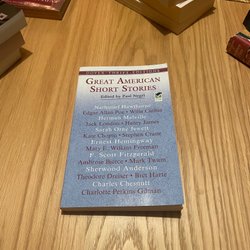 DOVER · THRIFT · EDITIONS
GREAT AMERICAN
SHORT STORIES
Edited by Paul Negri
Nathaniel Hawthorne
Edgar Allan Poe • Willa Cather
Herman Melville
Jack London • Henry James
Sarah Orne Jewett
Kate Chopin • Stephen Crane
Ernest Hemingway
Mary E. Wilkins Freeman
F. Scott Fitzgerald
Ambrose Bierce • Mark Twain
Sherwood Anderson
Theodore Dreiser • Bret Harte
Charles Chesnutt
Charlotte Perkins Gilman